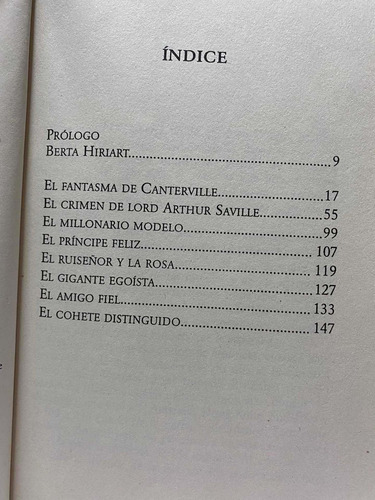 ÍNDICE
PRÓLOGO
BERTA HIRIART........................................................ 9
EL FANTASMA DE CANTERVILLE.............................17
EL CRIMEN DE LORD ARTHUR SAVILLE....................55
EL MILLONARIO MODELO.......................................99
EL PRÍNCIPE FELIZ.................................................. 107
EL RUISEÑOR Y LA ROSA......................................... 119
EL GIGANTE EGOÍSTA............................................. 127
EL AMIGO FIEL....................................................... 133
EL COHETE DISTINGUIDO....................................... 147